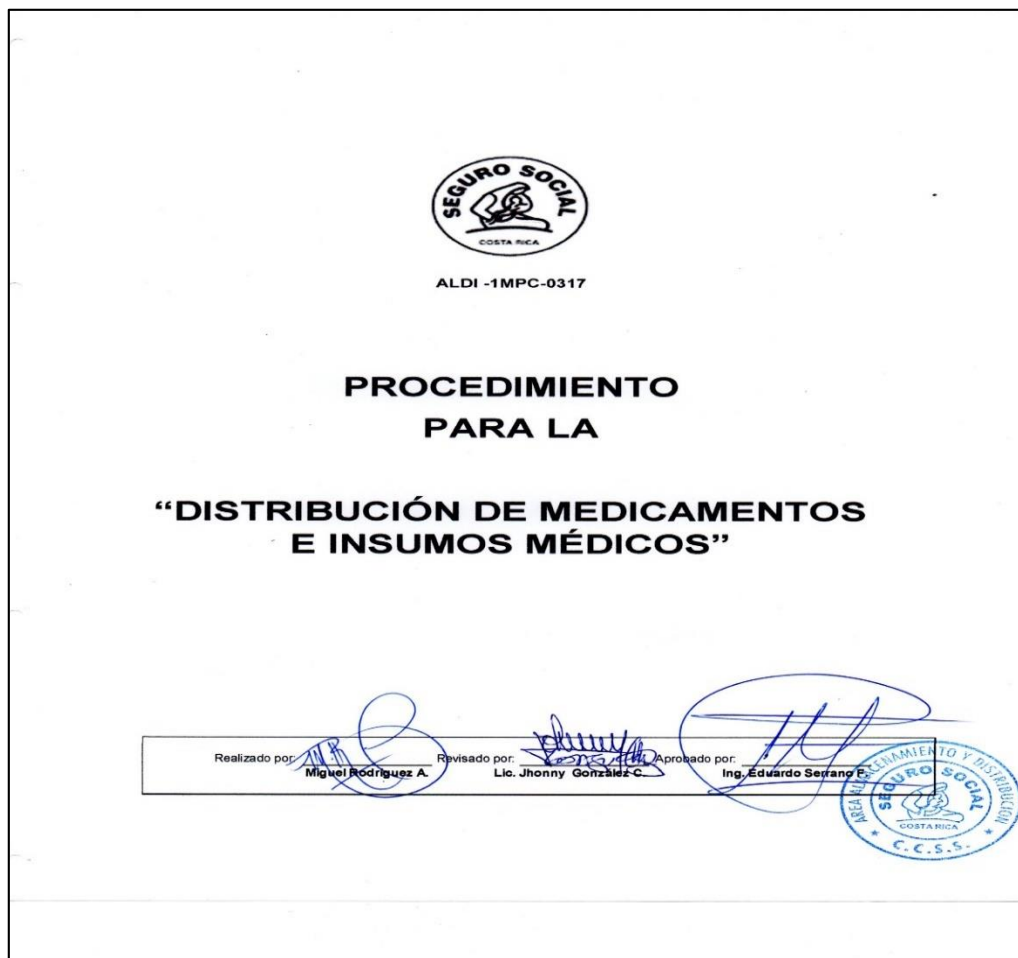 SEGURO SOCIAL
COSTA RICA
ALDI -1MPC-0317
PROCEDIMIENTO
PARA LA
“DISTRIBUCIÓN DE MEDICAMENTOS
E INSUMOS MÉDICOS”
Realizado por: Revisado por: Aprobado por:
Miguel Rodríguez A. Lic. Jhonny González C. Ing. Eduardo Serrano F.
AREA ALMACENAMIENTO Y DISTRIBUCION
SEGURO SOCIAL
COSTA RICA
C.C.S.S.